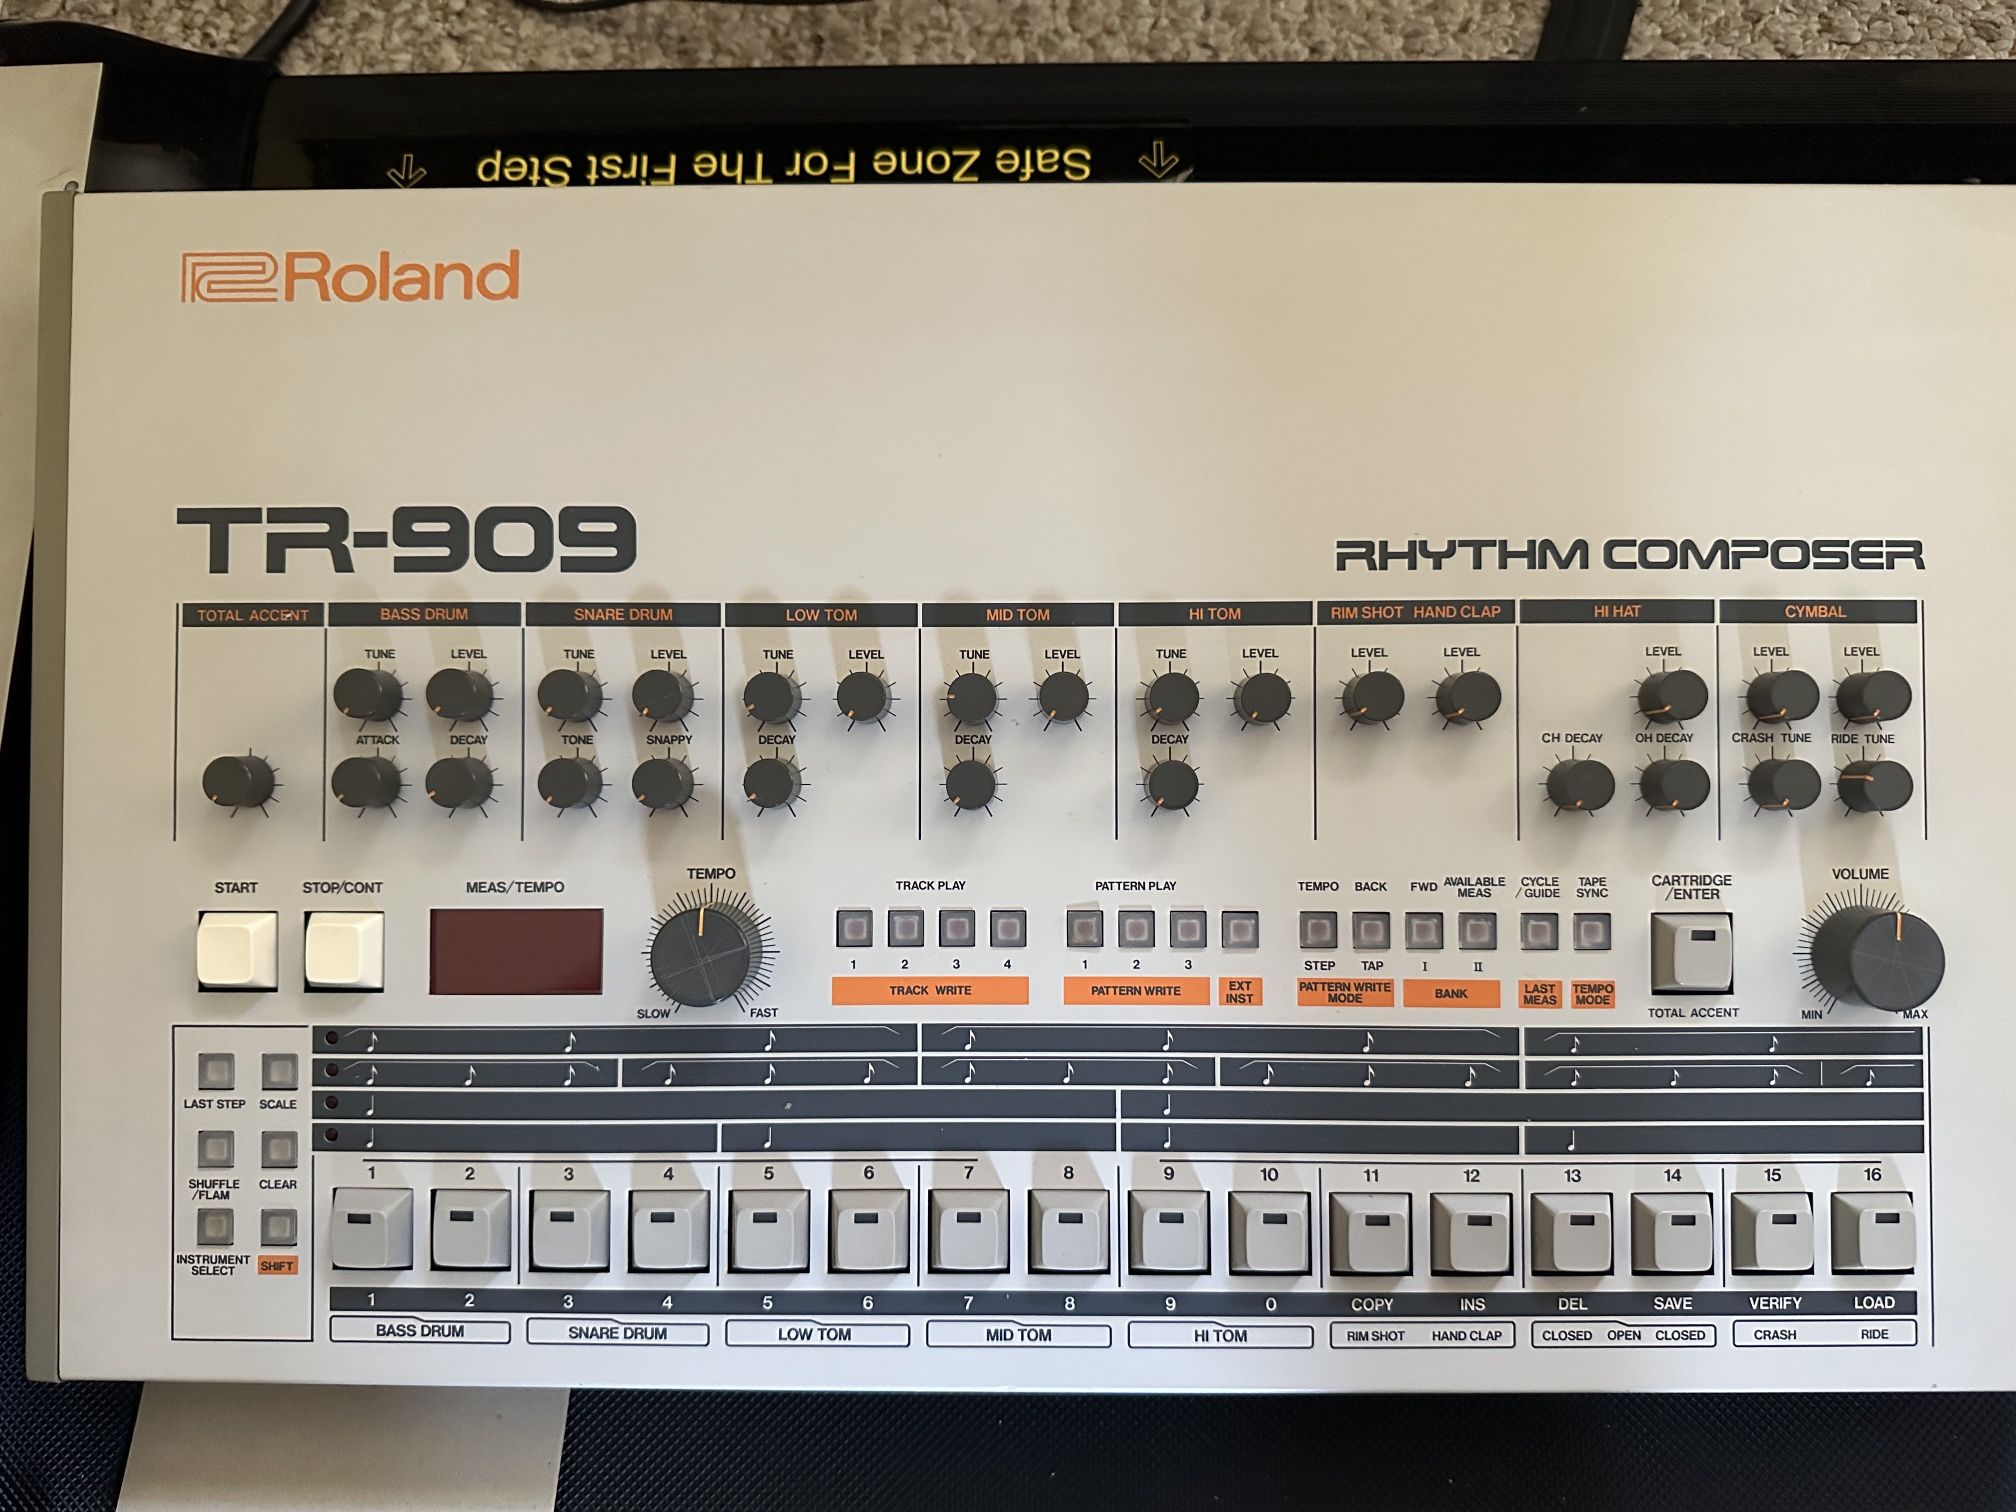 Safe Zone For The First Step
Roland
TR-909
RHYTHM COMPOSER
TOTAL ACCENT BASS DRUM SNARE DRUM LOW TOM MID TOM HI TOM RIM SHOT HAND CLAP HI HAT CYMBAL
TUNE LEVEL TUNE LEVEL TUNE LEVEL TUNE LEVEL TUNE LEVEL LEVEL LEVEL LEVEL LEVEL LEVEL
ATTACK DECAY TONE SNAPPY DECAY DECAY DECAY CH DECAY OH DECAY CRASH TUNE RIDE TUNE
START STOP/CONT MEAS/TEMPO TEMPO TRACK PLAY PATTERN PLAY TEMPO BACK FWD AVAILABLE MEAS CYCLE /GUIDE TAPE SYNC CARTRIDGE /ENTER VOLUME
1 2 3 4 1 2 3 STEP TAP I II
TRACK WRITE PATTERN WRITE EXT INST PATTERN WRITE MODE BANK LAST MEAS TEMPO MODE
SLOW FAST TOTAL ACCENT MIN MAX
LAST STEP SCALE
1 2 3 4 5 6 7 8 9 10 11 12 13 14 15 16
SHUFFLE /FLAM CLEAR
INSTRUMENT SELECT SHIFT
1 2 3 4 5 6 7 8 9 0 COPY INS DEL SAVE VERIFY LOAD
BASS DRUM SNARE DRUM LOW TOM MID TOM HI TOM RIM SHOT HAND CLAP CLOSED OPEN CLOSED CRASH RIDE